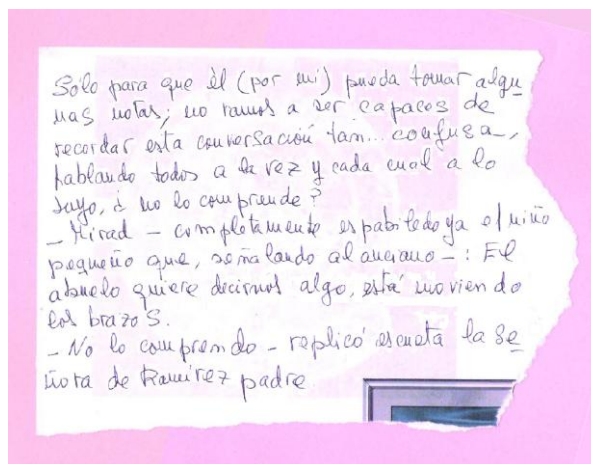 Sólo para que él (por mi) pueda tomar algu
nas notas; no vamos a ser capaces de
recordar esta conversación tan... confusa_,
hablando todos a la vez y cada cual a lo
suyo, ¿ no lo comprende?
_ Mirad _ completamente espabilado ya el niño
pequeño que, señalando al anciano _: El
abuelo quiere decirnos algo, está moviendo
los brazos.
_ No lo comprendo _ replicó escueta la se
ñora de Ramírez padre.